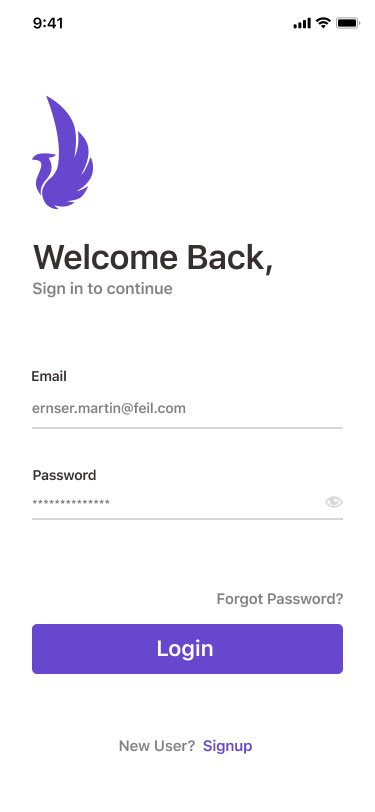 9:41
Welcome Back,
Sign in to continue
Email
ernser.martin@feil.com
Password
**************
Forgot Password?
Login
New User? Signup